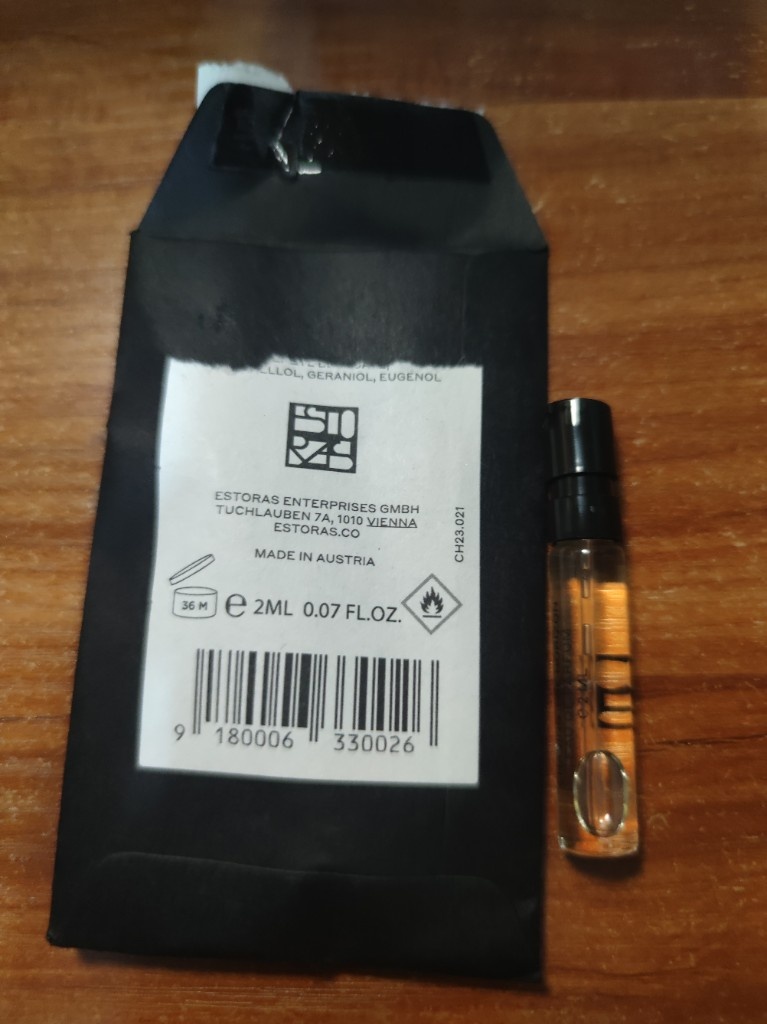 GERANIOL, EUGENOL
ESTORAS
ESTORAS ENTERPRISES GMBH
TUCHLAUBEN 7A, 1010 VIENNA
ESTORAS.CO
CH23.021
MADE IN AUSTRIA
36 M
e 2ML 0.07 FL.OZ.
9 180006 330026